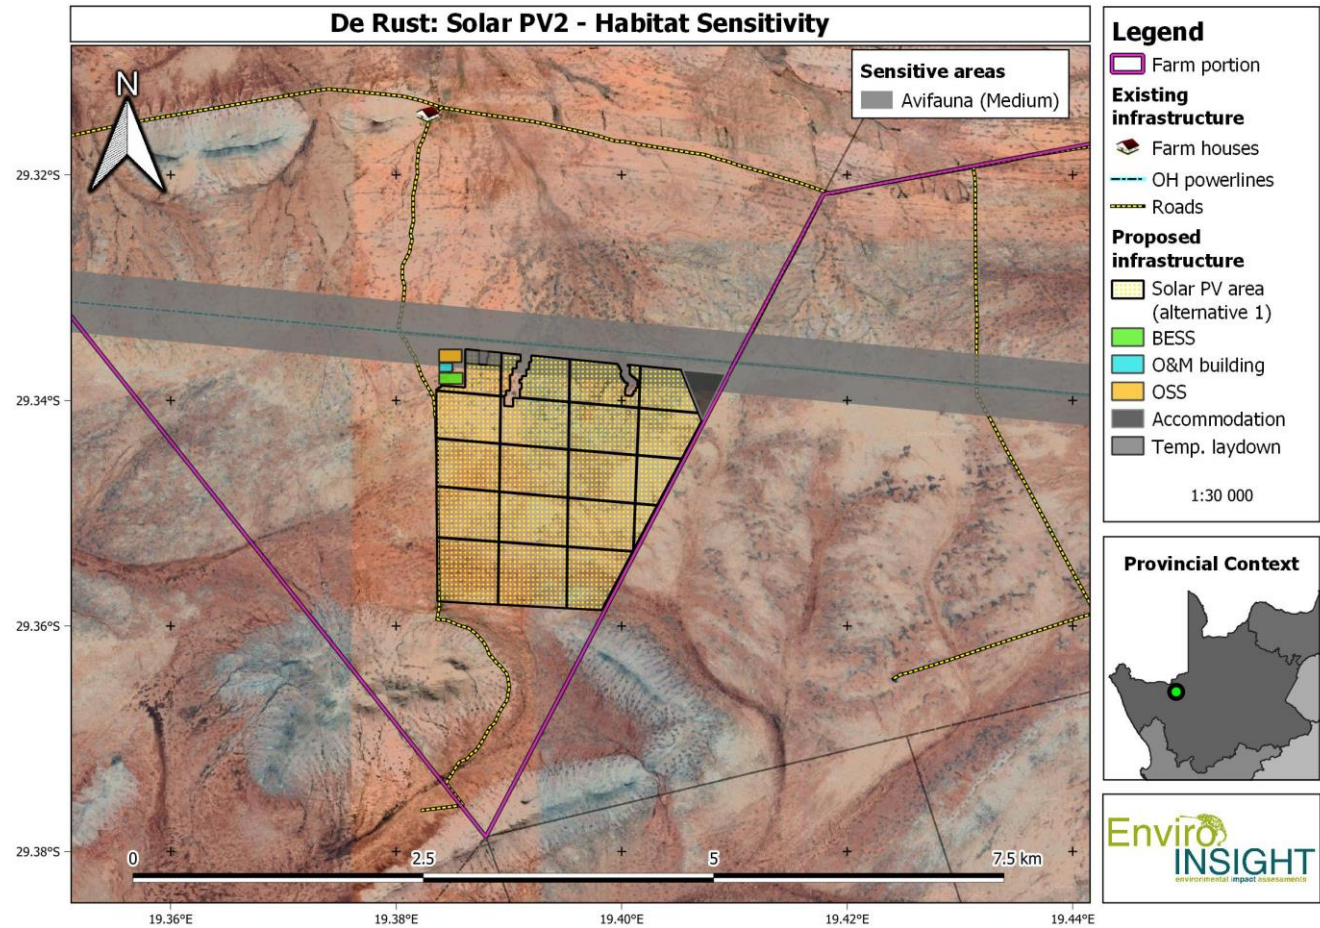 De Rust: Solar PV2 - Habitat Sensitivity
Sensitive areas
Avifauna (Medium)
N
29.32°S
29.34°S
29.36°S
29.38°S
0
2.5
5
7.5 km
19.36°E
19.38°E
19.40°E
19.42°E
19.44°E
Legend
Farm portion
Existing
infrastructure
Farm houses
OH powerlines
Roads
Proposed
infrastructure
Solar PV area
(alternative 1)
BESS
O&M building
OSS
Accommodation
Temp. laydown
1:30 000
Provincial Context
Enviro
INSIGHT
environmental impact assessments